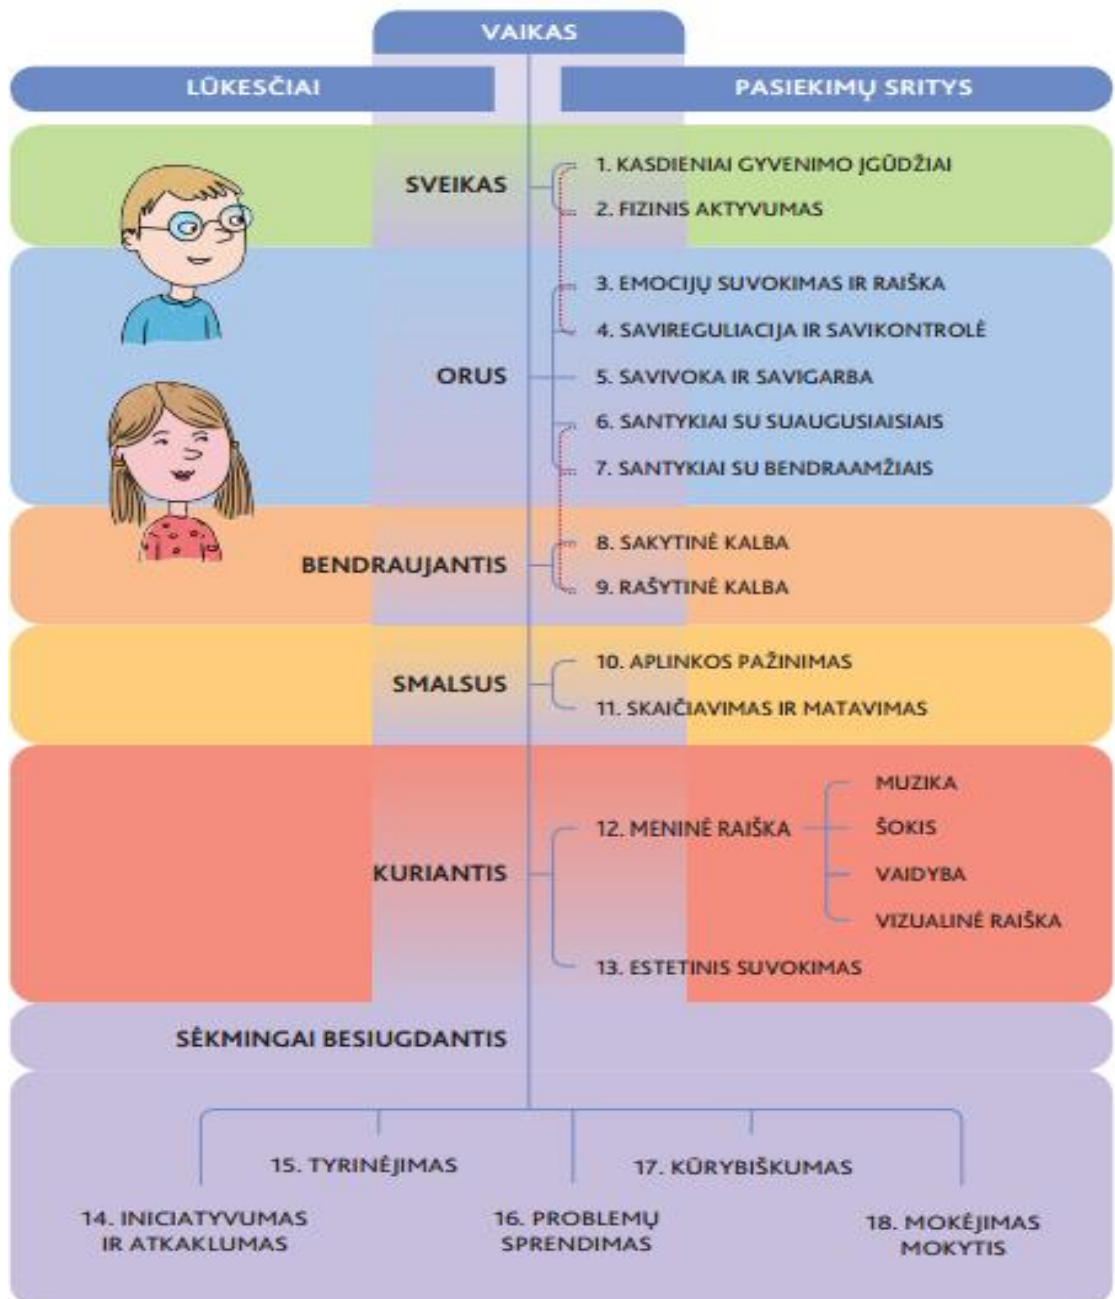 VAIKAS
LŪKESČIAI
PASIEKIMŲ SRITYS
SVEIKAS
1. KASDIENIAI GYVENIMO ĮGŪDŽIAI
2. FIZINIS AKTYVUMAS
ORUS
3. EMOCIJŲ SUVOKIMAS IR RAIŠKA
4. SAVIREGULIACIJA IR SAVIKONTROLĖ
5. SAVIVOKA IR SAVIGARBA
6. SANTYKIAI SU SUAUGUSIAISIAIS
7. SANTYKIAI SU BENDRAAMŽIAIS
BENDRAUJANTIS
8. SAKYTINĖ KALBA
9. RAŠYTINĖ KALBA
SMALSUS
10. APLINKOS PAŽINIMAS
11. SKAIČIAVIMAS IR MATAVIMAS
KURIANTIS
12. MENINĖ RAIŠKA
MUZIKA
ŠOKIS
VAIDYBA
VIZUALINĖ RAIŠKA
13. ESTETINIS SUVOKIMAS
SĖKMINGAI BESIUGDANTIS
14. INICIATYVUMAS
IR ATKAKLUMAS
15. TYRINĖJIMAS
16. PROBLEMŲ
SPRENDIMAS
17. KŪRYBIŠKUMAS
18. MOKĖJIMAS
MOKYTIS